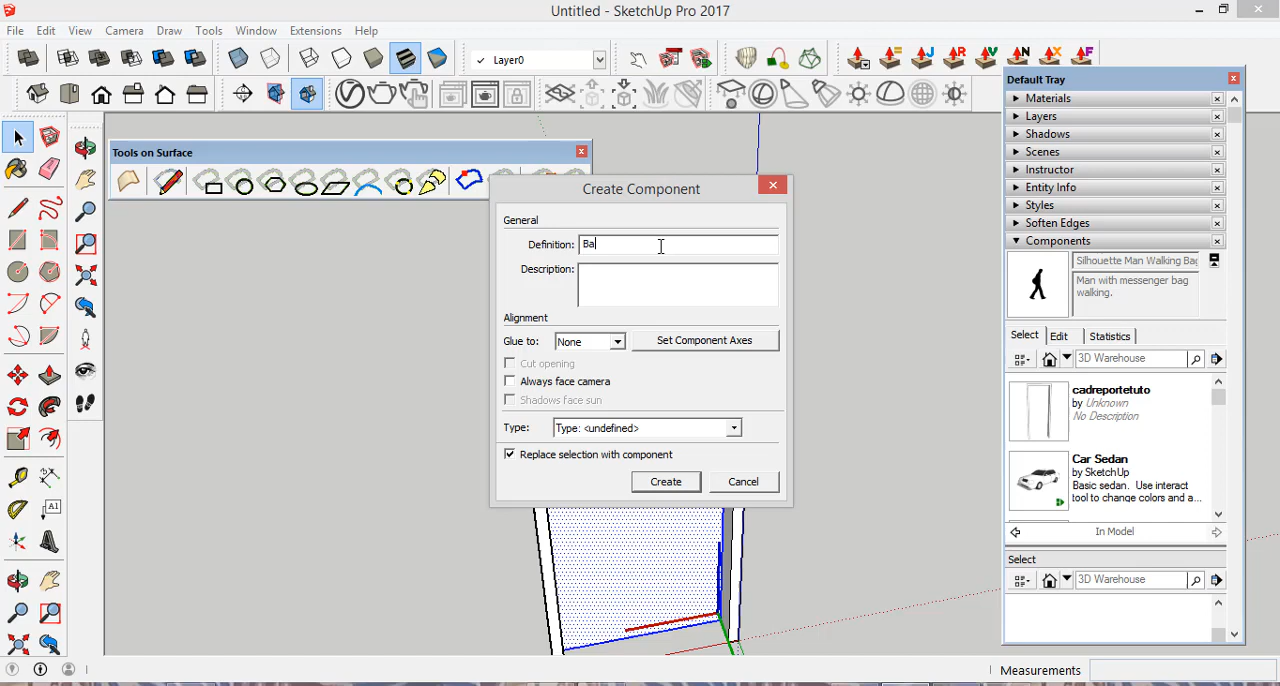 Untitled - SketchUp Pro 2017
File Edit View Camera Draw Tools Window Extensions Help
Layer0
Default Tray
Materials
Layers
Shadows
Scenes
Instructor
Entity Info
Styles
Soften Edges
Components
Silhouette Man Walking Bag
Man with messenger bag
walking.
Select Edit Statistics
3D Warehouse
cadreportetuto
by Unknown
No Description
Car Sedan
by SketchUp
Basic sedan. Use interact
tool to change colors and a...
In Model
Select
3D Warehouse
Tools on Surface
Create Component
General
Definition: Ba
Description:
Alignment
Glue to: None Set Component Axes
Cut opening
Always face camera
Shadows face sun
Type: Type: <undefined>
Replace selection with component
Create Cancel
A1
Measurements